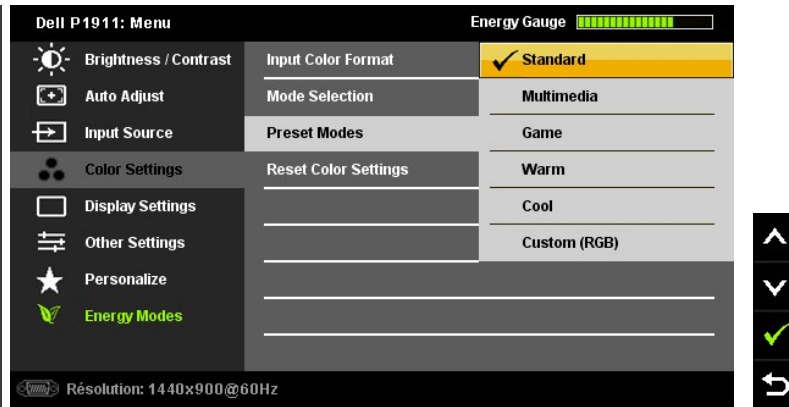 Dell P1911: Menu
Energy Gauge
Brightness / Contrast
Auto Adjust
Input Source
Color Settings
Display Settings
Other Settings
Personalize
Energy Modes
Input Color Format
Mode Selection
Preset Modes
Reset Color Settings
Standard
Multimedia
Game
Warm
Cool
Custom (RGB)
Résolution: 1440x900@60Hz